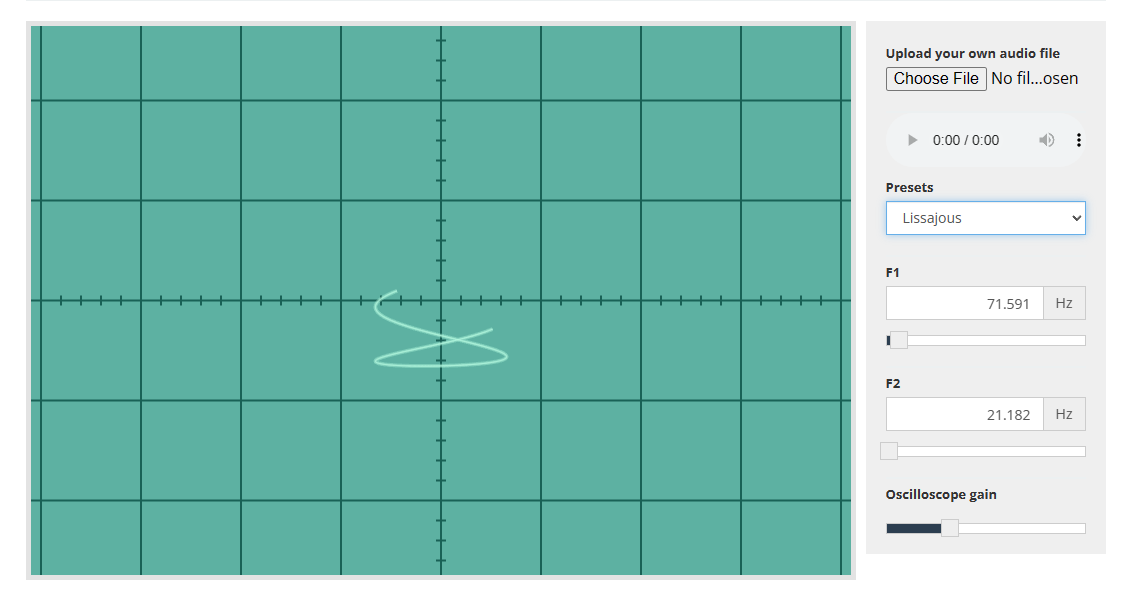 Upload your own audio file
Choose File No fil...osen
0:00 / 0:00
Presets
Lissajous
F1
71.591 Hz
F2
21.182 Hz
Oscilloscope gain